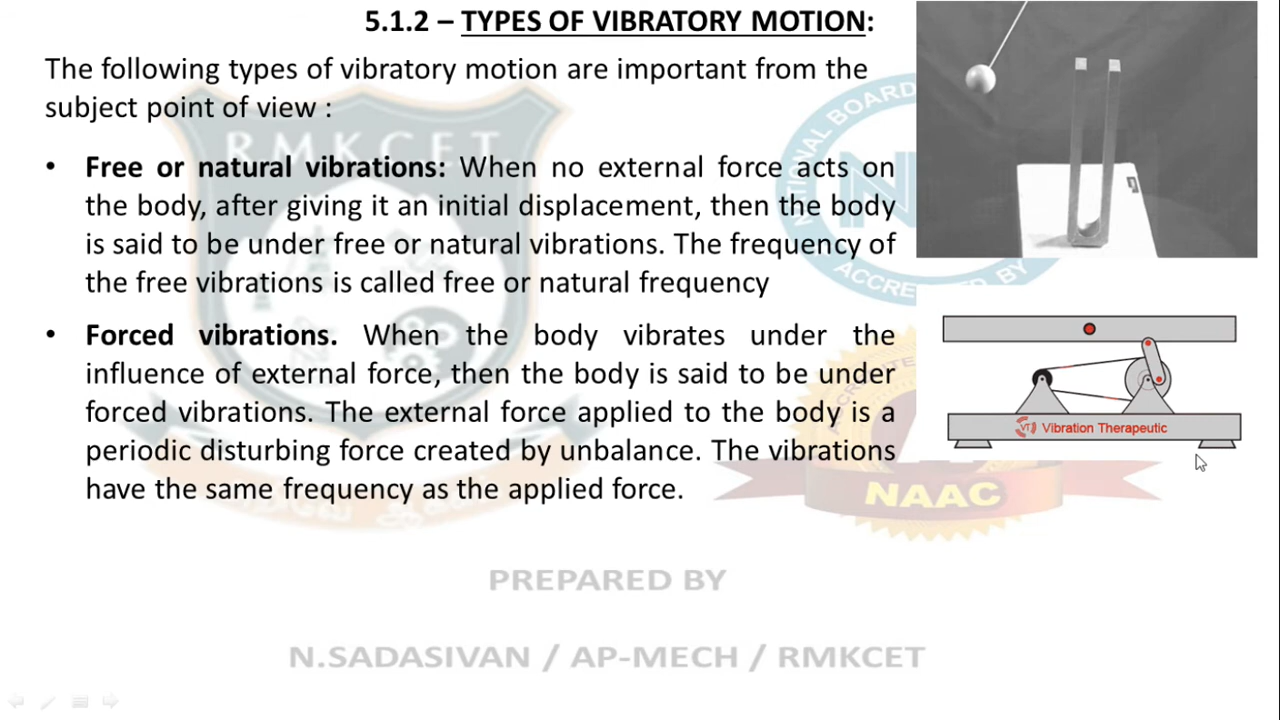 5.1.2 – TYPES OF VIBRATORY MOTION:
The following types of vibratory motion are important from the
subject point of view :
• Free or natural vibrations: When no external force acts on
the body, after giving it an initial displacement, then the body
is said to be under free or natural vibrations. The frequency of
the free vibrations is called free or natural frequency
• Forced vibrations. When the body vibrates under the
influence of external force, then the body is said to be under
forced vibrations. The external force applied to the body is a
periodic disturbing force created by unbalance. The vibrations
have the same frequency as the applied force.
VT Vibration Therapeutic
RMKCET
NATIONAL BOARD
ACCREDITED BY
NAAC
PREPARED BY
N.SADASIVAN / AP-MECH / RMKCET